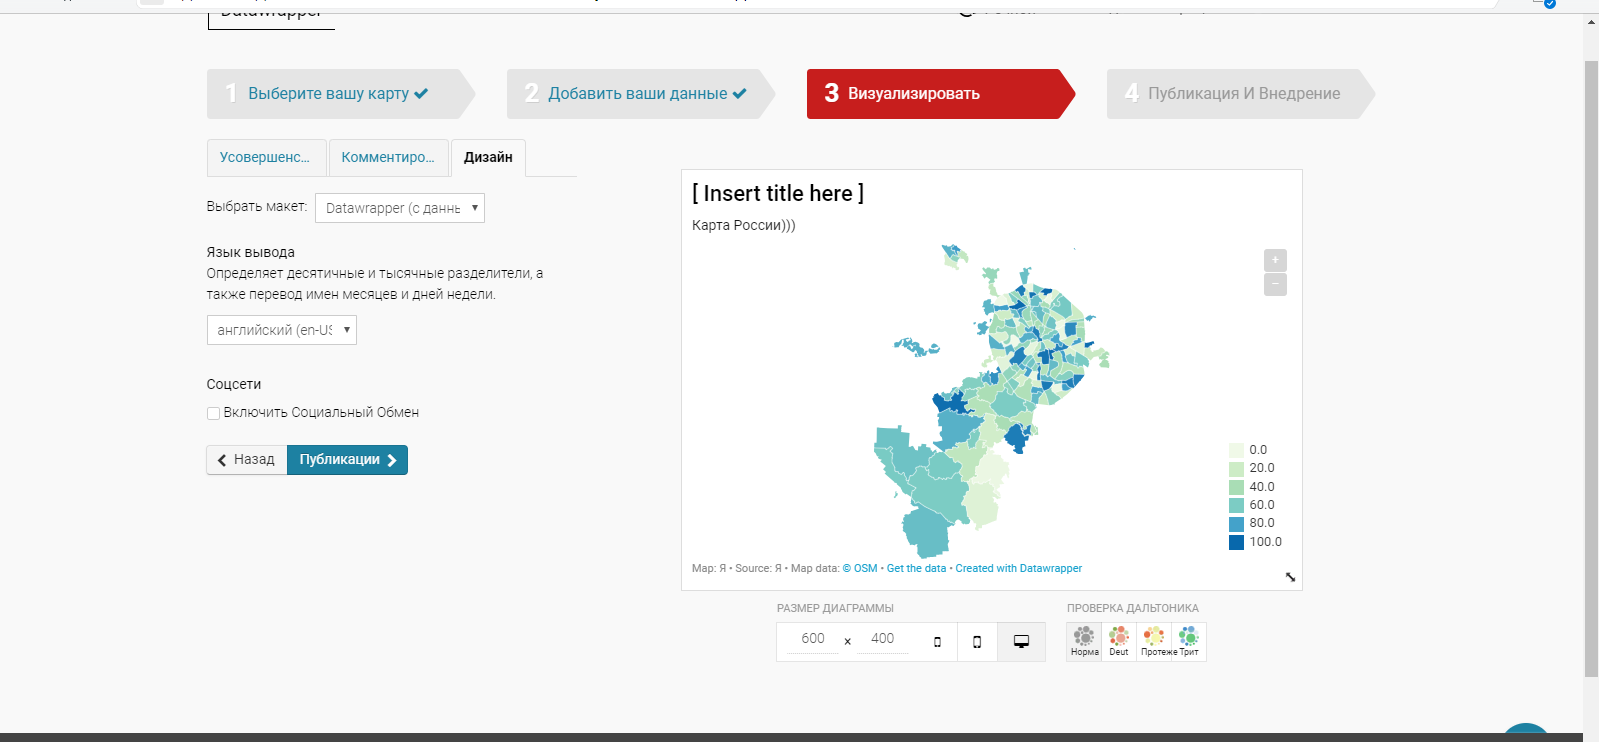 Datawrapper
1 Выберите вашу карту
2 Добавить ваши данные
3 Визуализировать
4 Публикация И Внедрение
Усовершенс...
Комментиро...
Дизайн
Выбрать макет:
Datawrapper (с даннь
Язык вывода
Определяет десятичные и тысячные разделители, а
также перевод имен месяцев и дней недели.
английский (en-US
Соцсети
Включить Социальный Обмен
Назад
Публикации
[ Insert title here ]
Карта России)))
+
−
0.0
20.0
40.0
60.0
80.0
100.0
Map: Я • Source: Я • Map data: © OSM • Get the data • Created with Datawrapper
РАЗМЕР ДИАГРАММЫ
600 × 400
ПРОВЕРКА ДАЛЬТОНИКА
Норма
Deut
Протеже
Трит